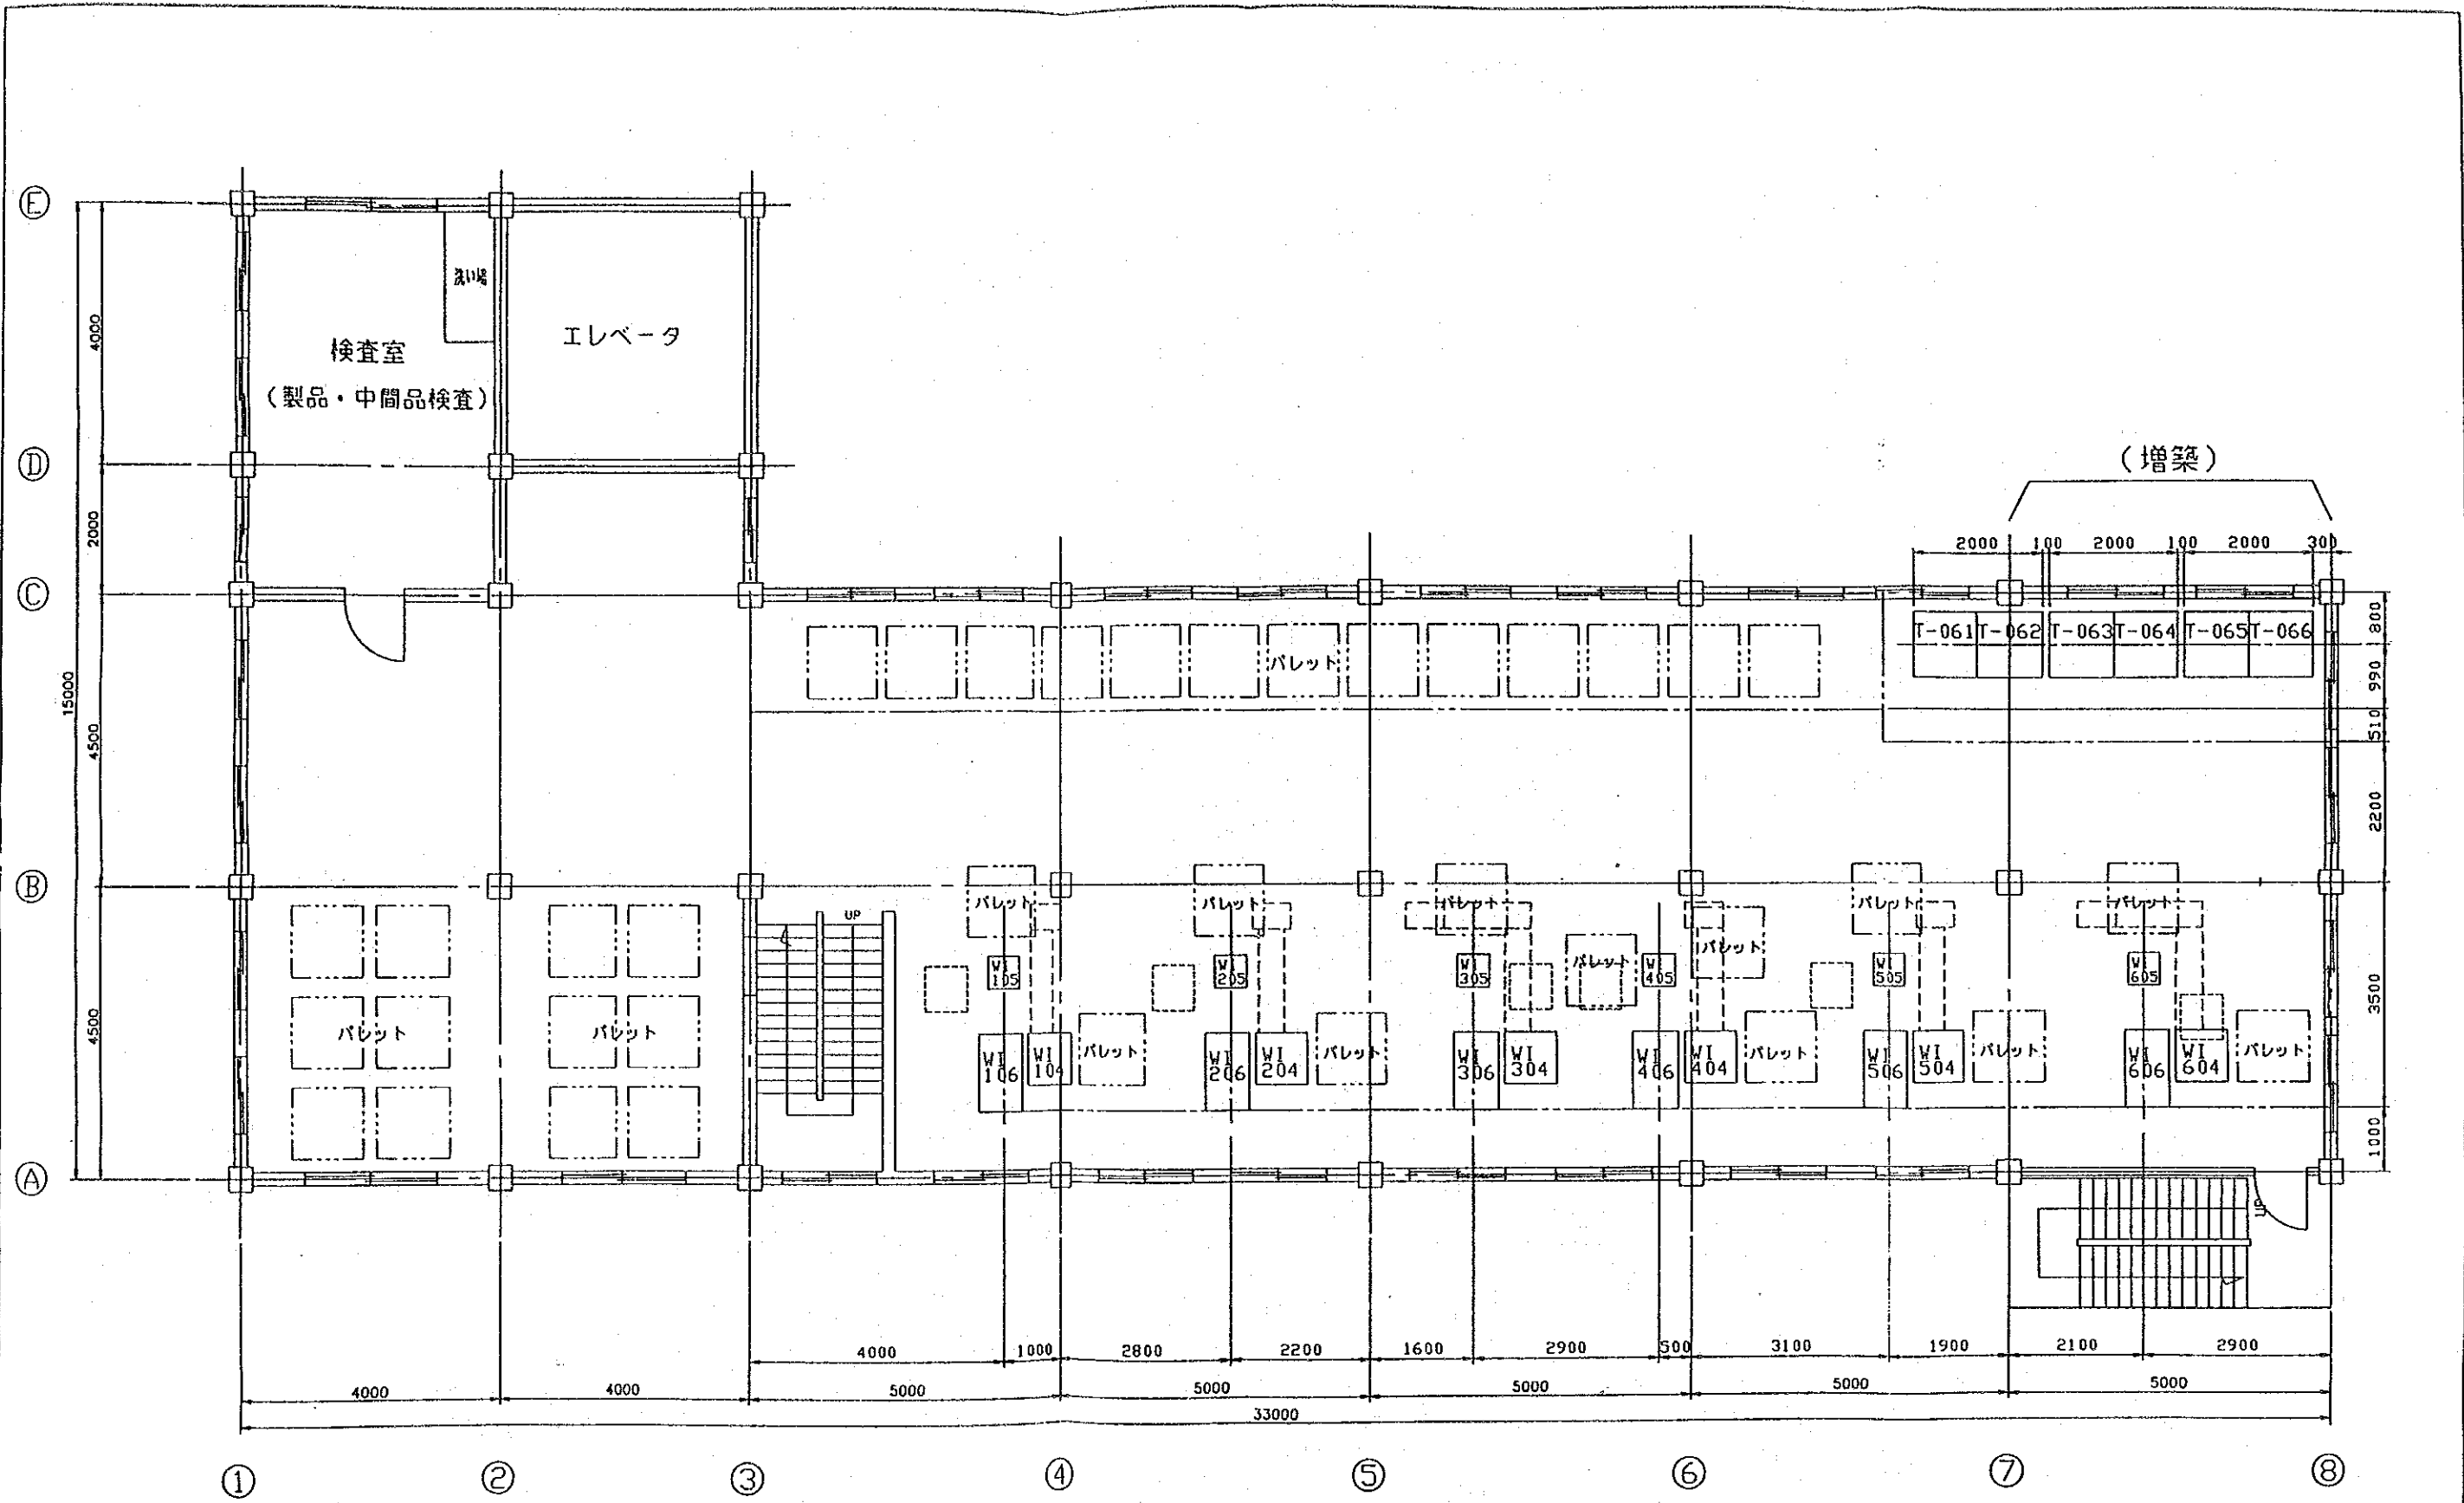 Ⓔ
洗い場
4000
エレベータ
検査室
（製品・中間品検査）
Ⓓ
（増築）
2000
2000
100
2000
100
2000
300
Ⓒ
T-061
T-062
T-063
T-064
T-065
T-066
800
パレット
990
15000
510
4500
2200
Ⓑ
パレット
パレット
パレット
パレット
パレット
UP
パレット
パレット
WI
105
WI
205
WI
305
WI
405
WI
505
WI
605
3500
4500
パレット
パレット
WI
106
WI
104
パレット
WI
206
WI
204
パレット
WI
306
WI
304
WI
406
WI
404
パレット
WI
506
WI
504
パレット
WI
606
WI
604
パレット
1000
Ⓐ
UP
4000
1000
2800
2200
1600
2900
500
3100
1900
2100
2900
4000
4000
5000
5000
5000
5000
5000
33000
①
②
③
④
⑤
⑥
⑦
⑧